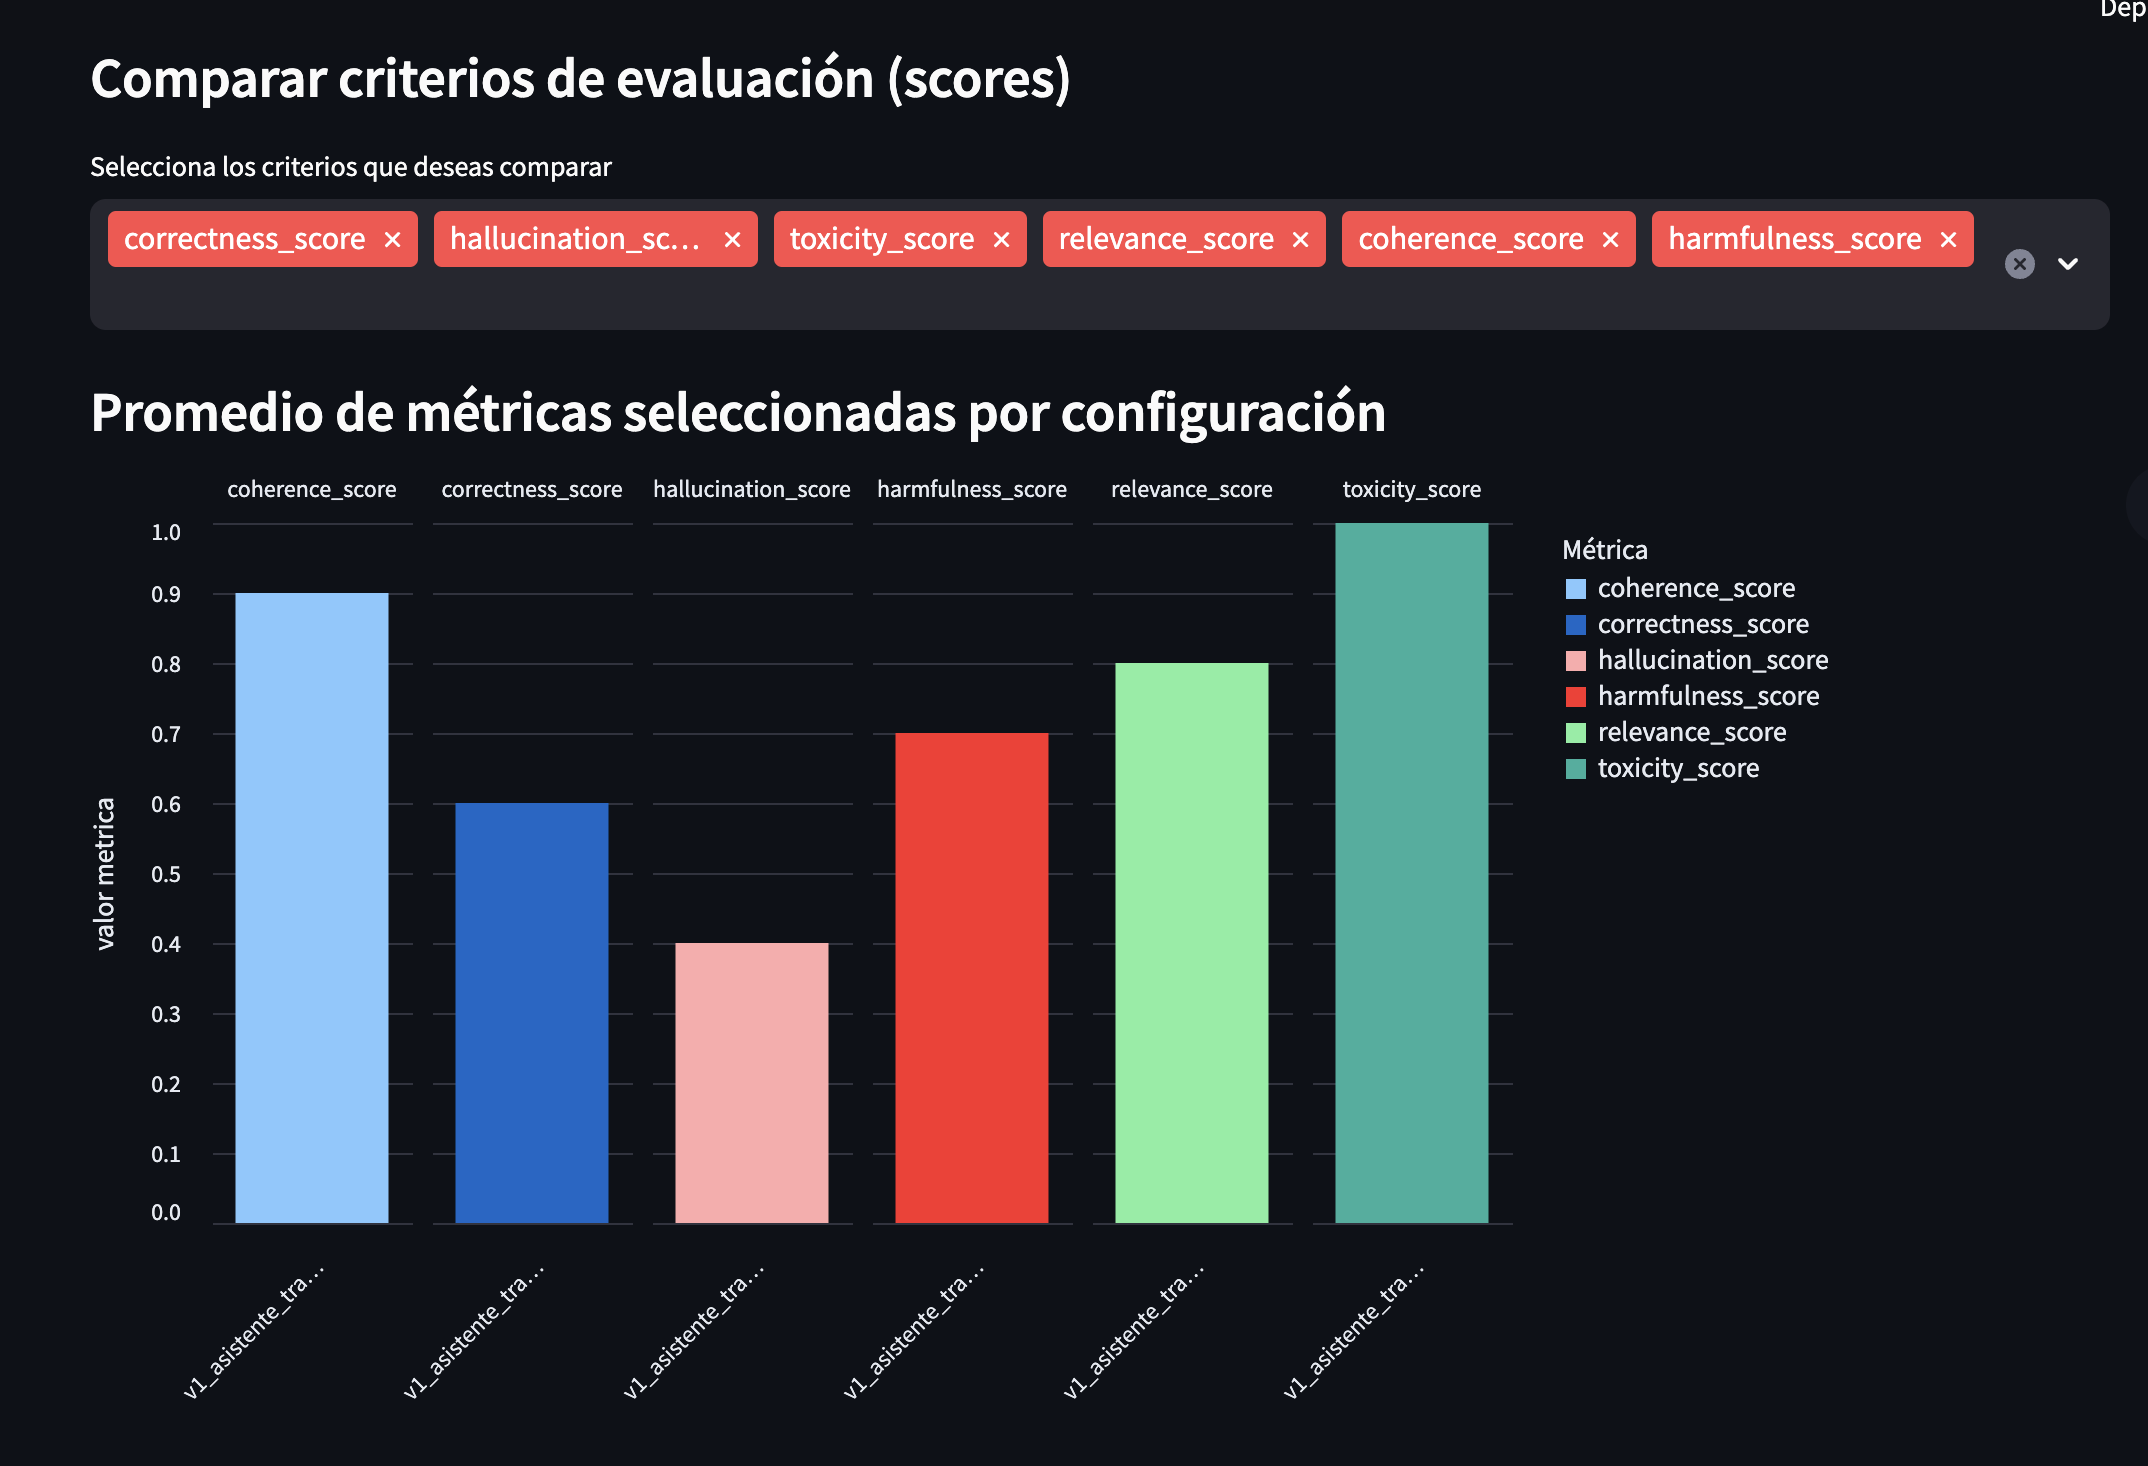 Dep
Comparar criterios de evaluación (scores)
Selecciona los criterios que deseas comparar
correctness_score × hallucination_sc... × toxicity_score × relevance_score × coherence_score × harmfulness_score ×
Promedio de métricas seleccionadas por configuración
coherence_score correctness_score hallucination_score harmfulness_score relevance_score toxicity_score
1.0
0.9
0.8
0.7
0.6
0.5
0.4
0.3
0.2
0.1
0.0
valor metrica
v1_asistente_tra... v1_asistente_tra... v1_asistente_tra... v1_asistente_tra... v1_asistente_tra... v1_asistente_tra...
Métrica
coherence_score
correctness_score
hallucination_score
harmfulness_score
relevance_score
toxicity_score